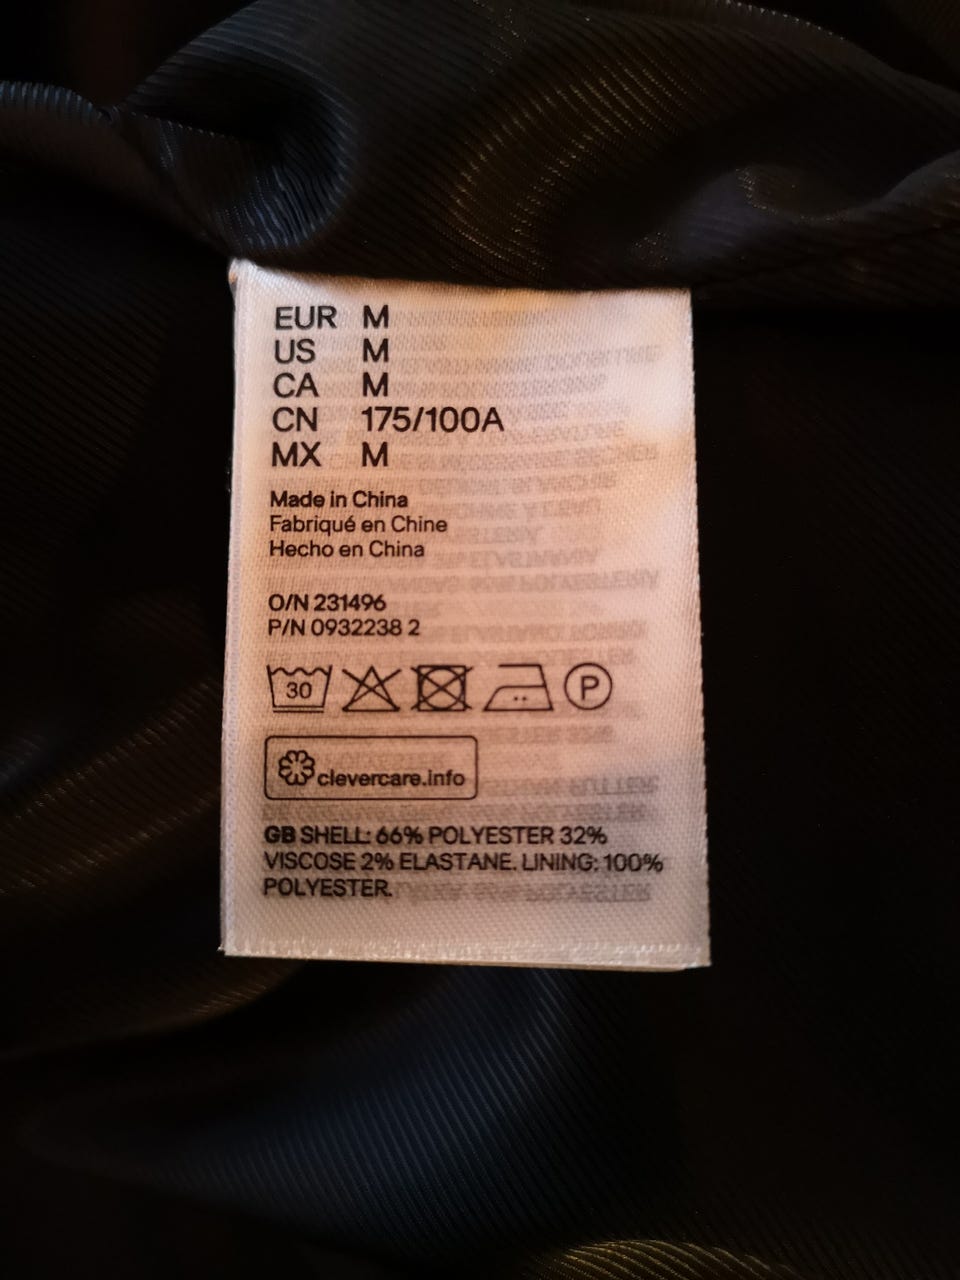 EUR M
US M
CA M
CN 175/100A
MX M
Made in China
Fabriqué en Chine
Hecho en China
O/N 231496
P/N 0932238 2
30 P
clevercare.info
GB SHELL: 66% POLYESTER 32%
VISCOSE 2% ELASTANE. LINING: 100%
POLYESTER.